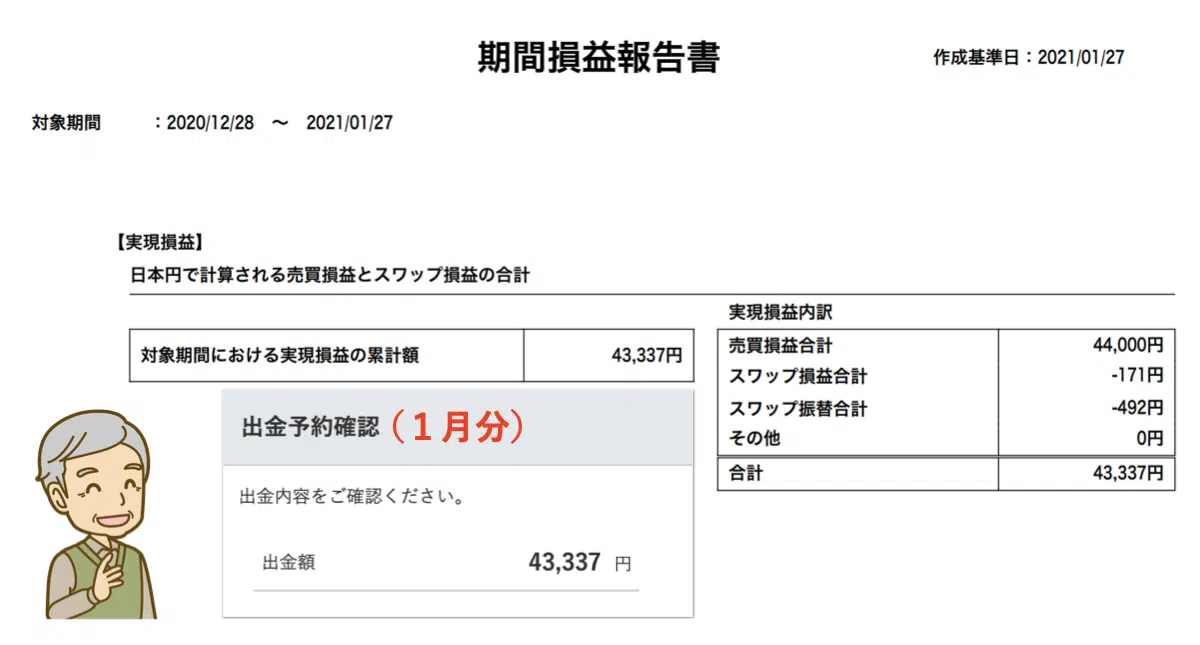 期間損益報告書
作成基準日：2021/01/27
対象期間　　：2020/12/28　～　2021/01/27
【実現損益】
日本円で計算される売買損益とスワップ損益の合計
対象期間における実現損益の累計額　43,337円
実現損益内訳
売買損益合計　44,000円
スワップ損益合計　-171円
スワップ振替合計　-492円
その他　0円
合計　43,337円
出金予約確認（１月分）
出金内容をご確認ください。
出金額　43,337 円